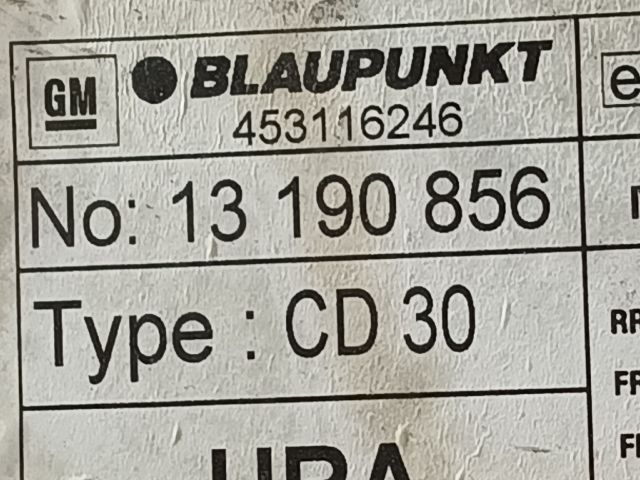 GM BLAUPUNKT
453116246
No: 13 190 856
Type : CD 30